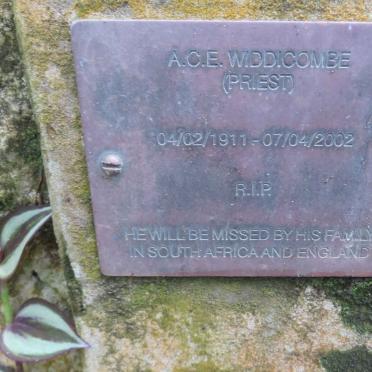 A.C.E. WIDDICOMBE
(PRIEST)
04/02/1911 - 07/04/2002
R.I.P.
HE WILL BE MISSED BY HIS FAMILY
IN SOUTH AFRICA AND ENGLAND